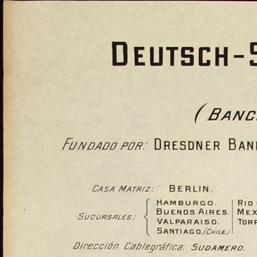 DEUTSCH-S
(BANC
FUNDADO POR: DRESDNER BAN
CASA MATRIZ: BERLIN.
SUCURSALES: { HAMBURGO.
BUENOS AIRES.
VALPARAISO.
SANTIAGO./CHILE./
RIO
MEX
TORR
Dirección Cablegráfica: SUDAMERO.